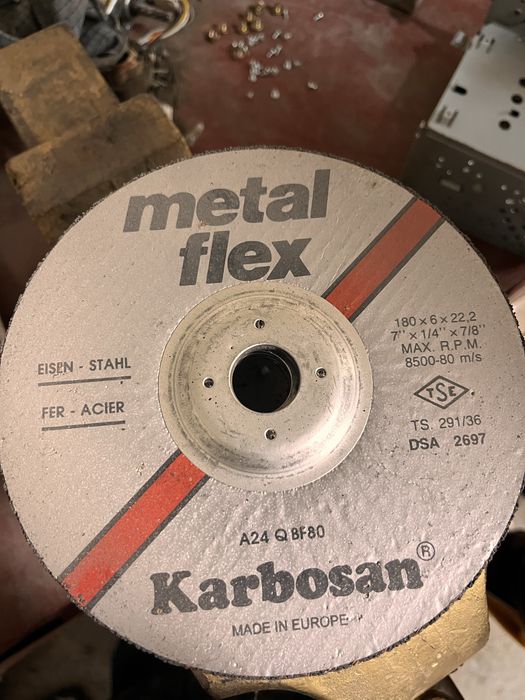 metal
flex
EISEN - STAHL
FER - ACIER
180 x 6 x 22,2
7" x 1/4" x 7/8"
MAX. R.P.M.
8500-80 m/s
TSE
TS. 291/36
DSA 2697
A24 Q BF80
Karbosan®
MADE IN EUROPE